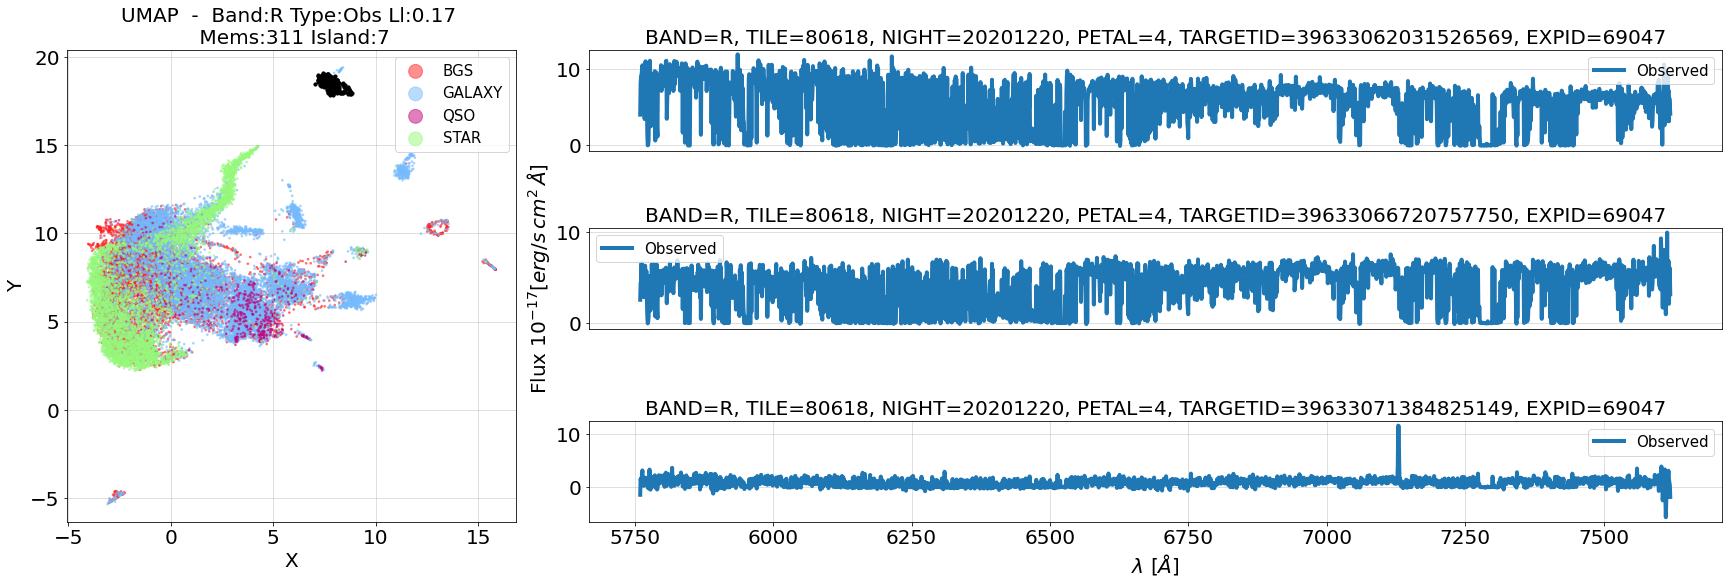 UMAP  -  Band:R Type:Obs Ll:0.17
Mems:311 Island:7
20
15
10
5
0
−5
Y
−5
0
5
10
15
X
BGS
GALAXY
QSO
STAR
Flux 10⁻¹⁷[erg/s cm² Å]
BAND=R, TILE=80618, NIGHT=20201220, PETAL=4, TARGETID=39633062031526569, EXPID=69047
10
0
Observed
BAND=R, TILE=80618, NIGHT=20201220, PETAL=4, TARGETID=39633066720757750, EXPID=69047
10
0
Observed
BAND=R, TILE=80618, NIGHT=20201220, PETAL=4, TARGETID=39633071384825149, EXPID=69047
10
0
Observed
5750
6000
6250
6500
6750
7000
7250
7500
λ [Å]